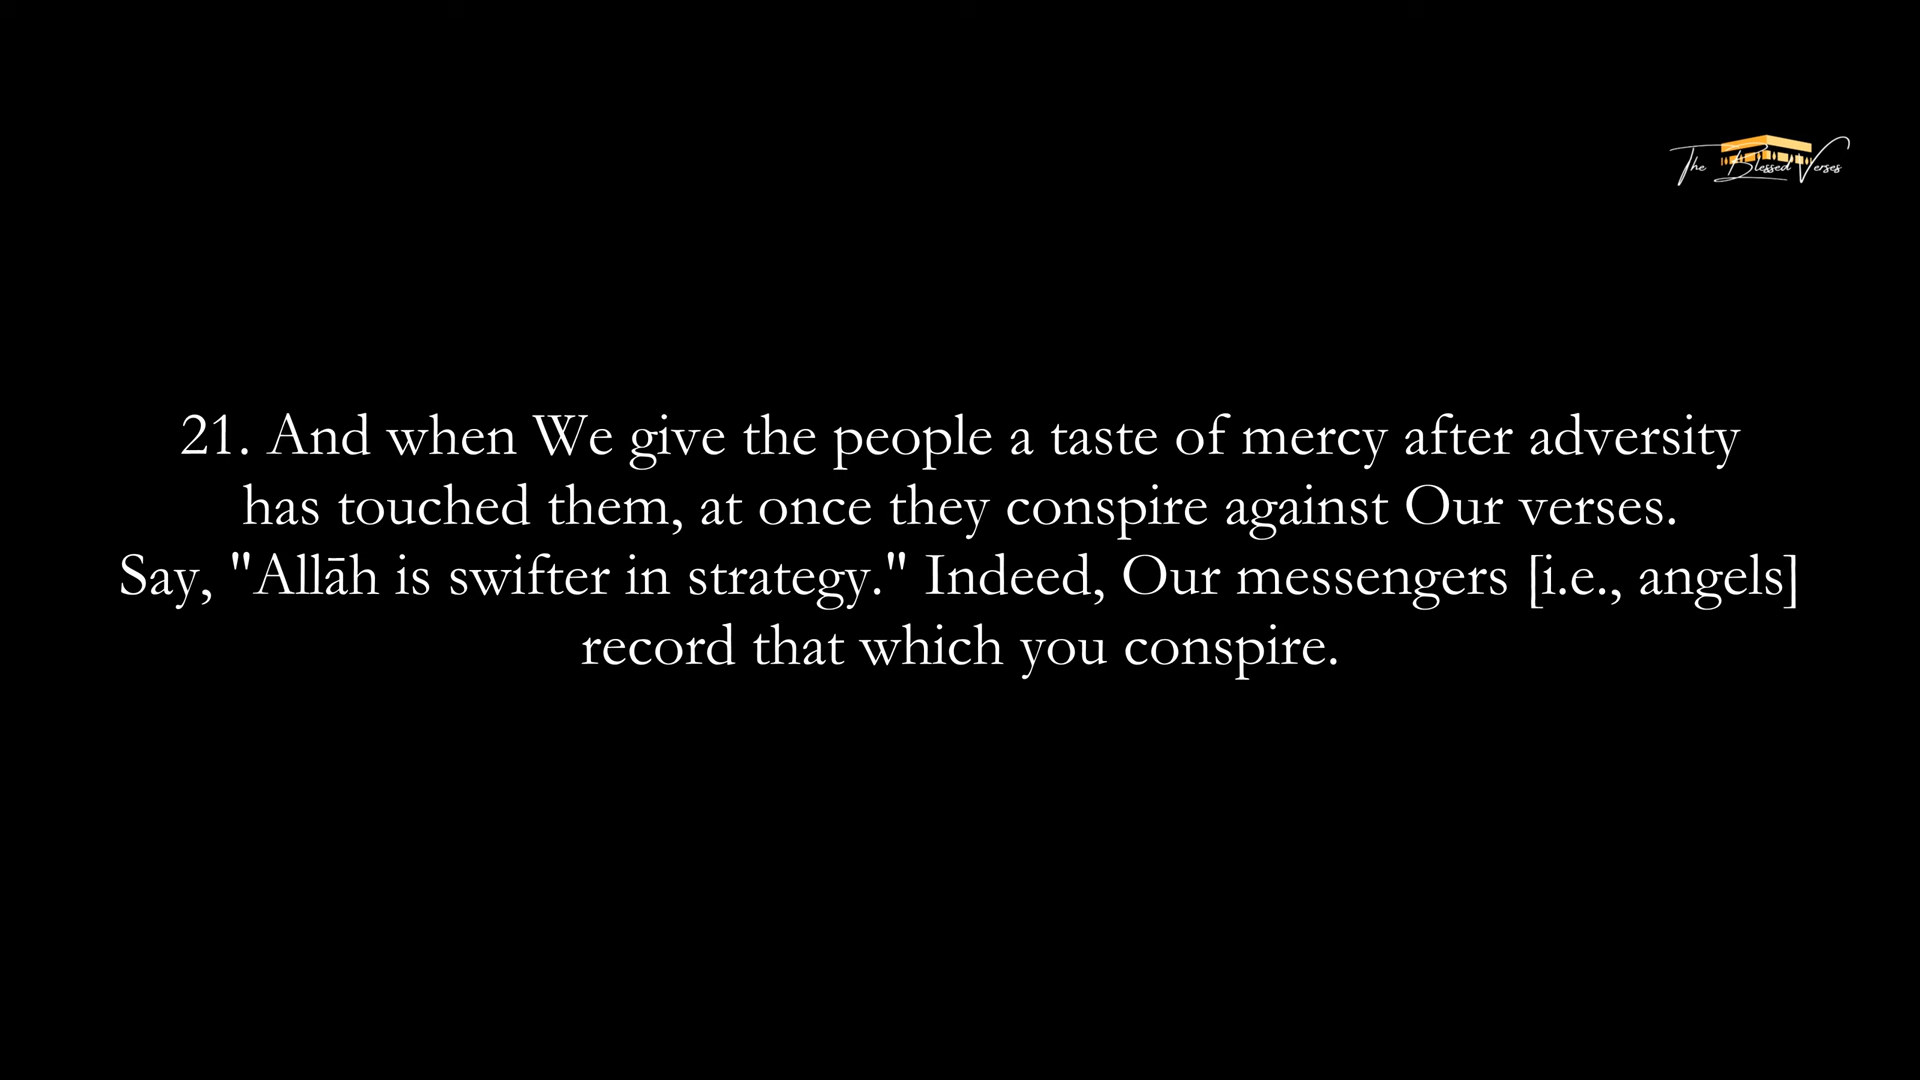 The Blessed Verses
21. And when We give the people a taste of mercy after adversity
has touched them, at once they conspire against Our verses.
Say, "Allāh is swifter in strategy." Indeed, Our messengers [i.e., angels]
record that which you conspire.